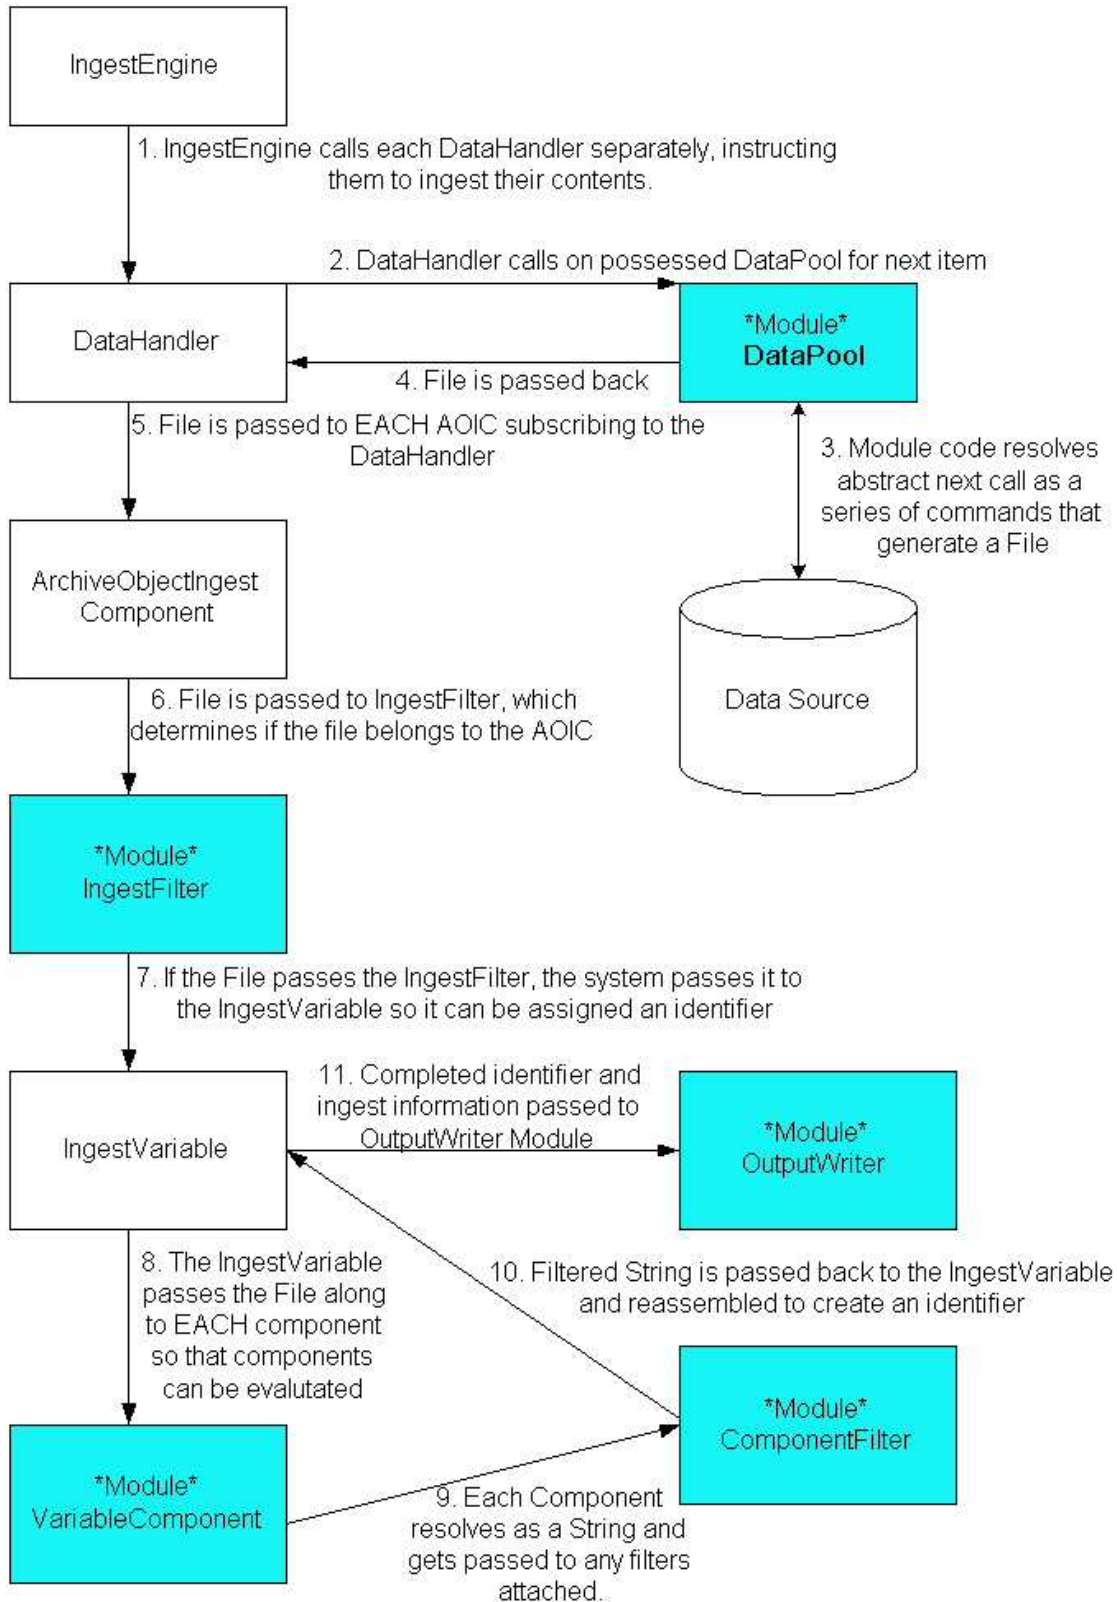 IngestEngine
1. IngestEngine calls each DataHandler separately, instructing
them to ingest their contents.
2. DataHandler calls on possessed DataPool for next item
DataHandler
*Module*
DataPool
4. File is passed back
5. File is passed to EACH AOIC subscribing to the
DataHandler
3. Module code resolves
abstract next call as a
series of commands that
generate a File
ArchiveObjectIngest
Component
6. File is passed to IngestFilter, which
determines if the file belongs to the AOIC
Data Source
*Module*
IngestFilter
7. If the File passes the IngestFilter, the system passes it to
the IngestVariable so it can be assigned an identifier
11. Completed identifier and
ingest information passed to
OutputWriter Module
IngestVariable
*Module*
OutputWriter
8. The IngestVariable
passes the File along
to EACH component
so that components
can be evalutated
10. Filtered String is passed back to the IngestVariable
and reassembled to create an identifier
*Module*
ComponentFilter
*Module*
VariableComponent
9. Each Component
resolves as a String and
gets passed to any filters
attached.